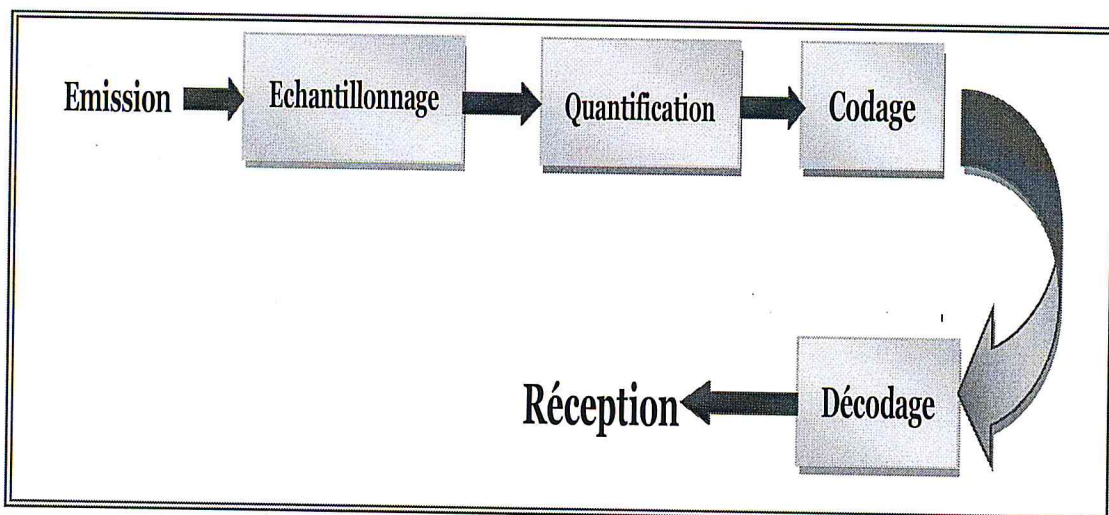 Emission
Echantillonnage
Quantification
Codage
Décodage
Réception